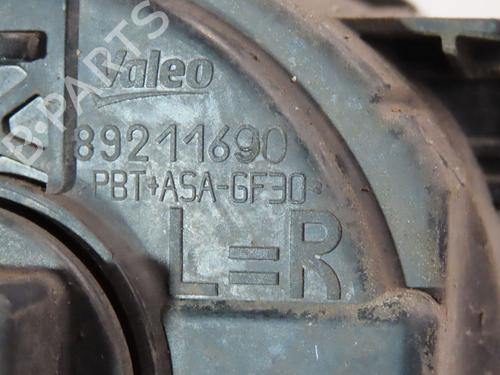 Valeo
89211690
PBT+ASA-GF30
L=R
B-PARTS